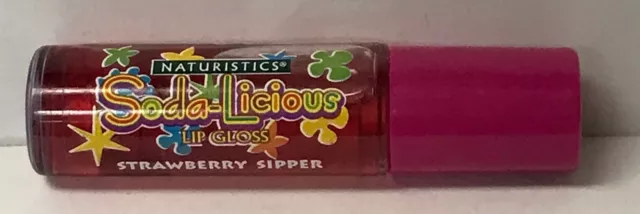 NATURISTICS®
Soda-Licious
LIP GLOSS
STRAWBERRY SIPPER